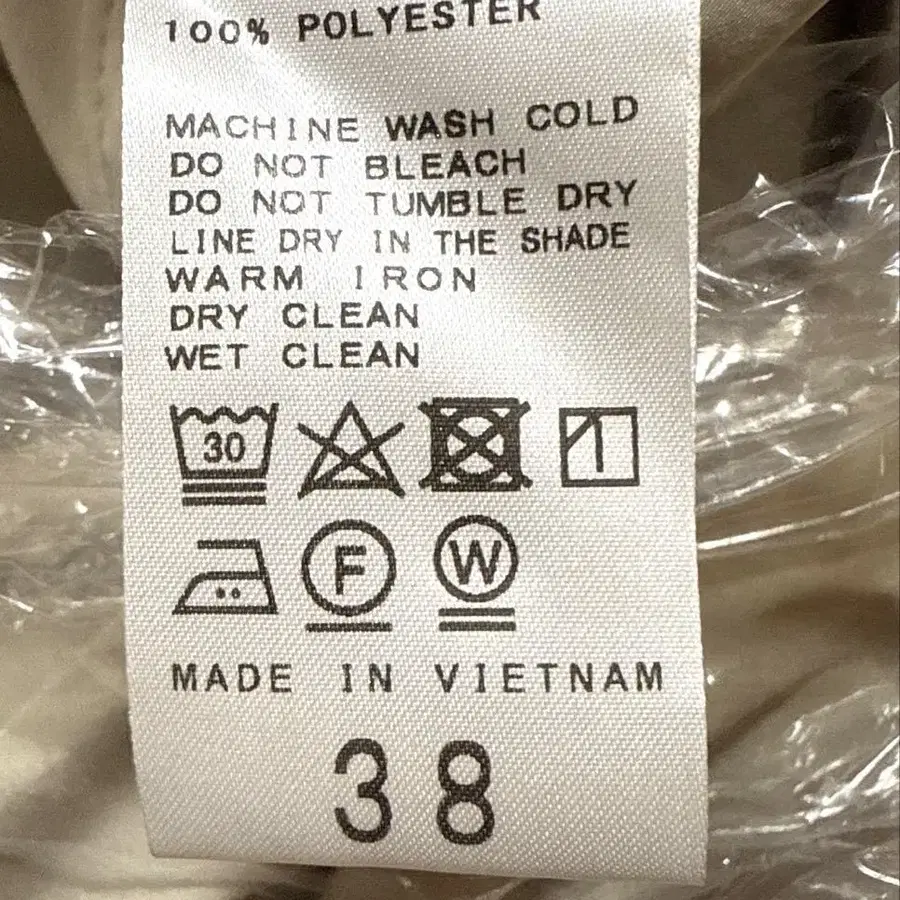 100% POLYESTER
MACHINE WASH COLD
DO NOT BLEACH
DO NOT TUMBLE DRY
LINE DRY IN THE SHADE
WARM IRON
DRY CLEAN
WET CLEAN
30
F W
MADE IN VIETNAM
38